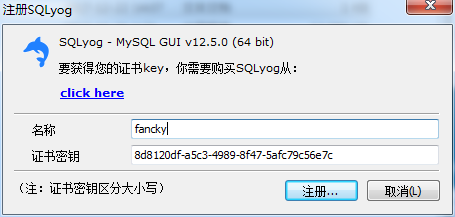 注册SQLyog
SQLyog - MySQL GUI v12.5.0 (64 bit)
要获得您的证书key，你需要购买SQLyog从：
click here
名称 fancky
证书密钥 8d8120df-a5c3-4989-8f47-5afc79c56e7c
（注：证书密钥区分大小写） 注册... 取消(L)